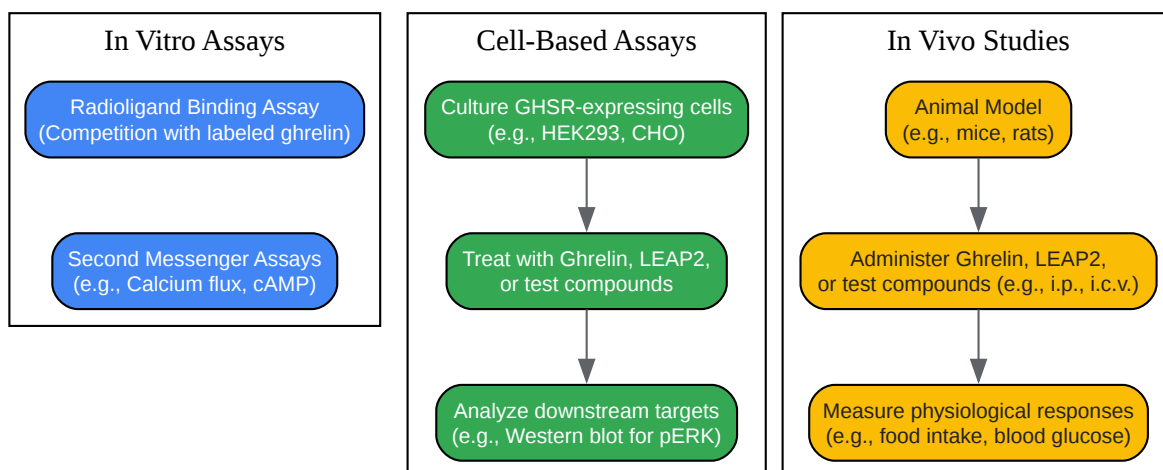 In Vitro Assays
Radioligand Binding Assay
(Competition with labeled ghrelin)
Second Messenger Assays
(e.g., Calcium flux, cAMP)
Cell-Based Assays
Culture GHSR-expressing cells
(e.g., HEK293, CHO)
Treat with Ghrelin, LEAP2,
or test compounds
Analyze downstream targets
(e.g., Western blot for pERK)
In Vivo Studies
Animal Model
(e.g., mice, rats)
Administer Ghrelin, LEAP2,
or test compounds (e.g., i.p., i.c.v.)
Measure physiological responses
(e.g., food intake, blood glucose)